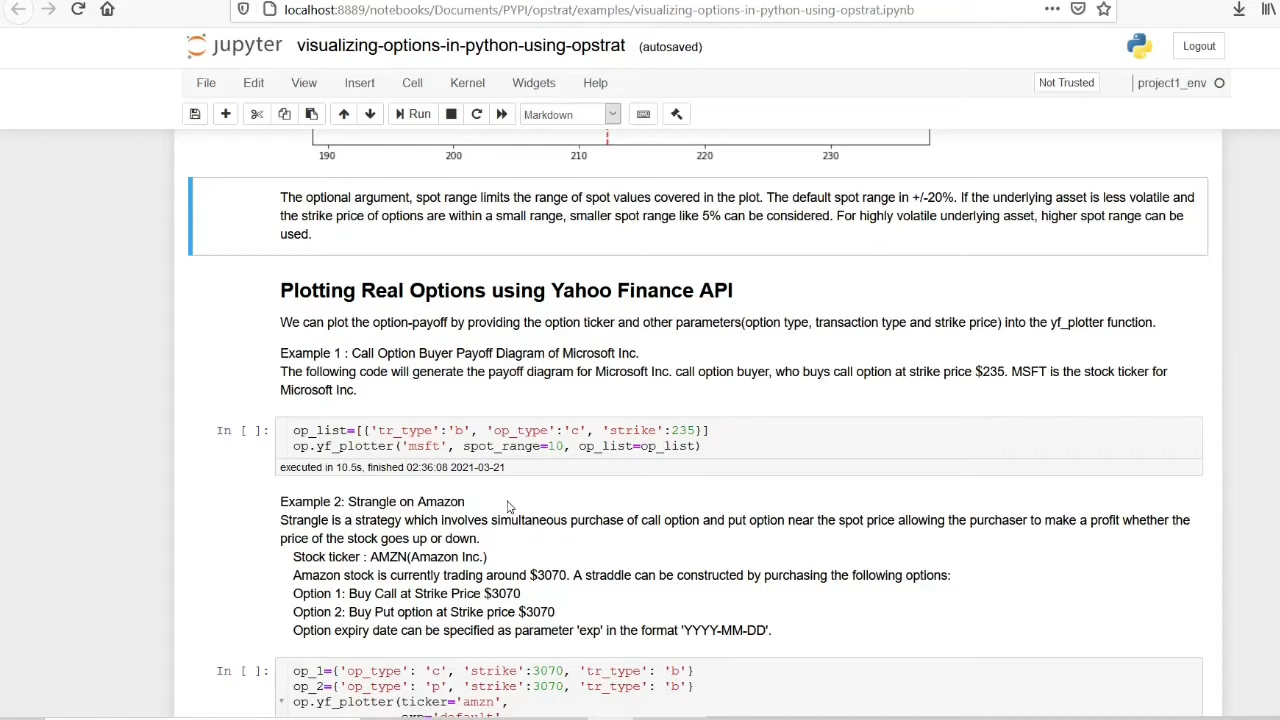 localhost:8889/notebooks/Documents/PYPI/opstrat/examples/visualizing-options-in-python-using-opstrat.ipynb
jupyter visualizing-options-in-python-using-opstrat (autosaved) Logout
File Edit View Insert Cell Kernel Widgets Help Not Trusted project1_env
Run Markdown
190 200 210 220 230
The optional argument, spot range limits the range of spot values covered in the plot. The default spot range in +/-20%. If the underlying asset is less volatile and
the strike price of options are within a small range, smaller spot range like 5% can be considered. For highly volatile underlying asset, higher spot range can be
used.
Plotting Real Options using Yahoo Finance API
We can plot the option-payoff by providing the option ticker and other parameters(option type, transaction type and strike price) into the yf_plotter function.
Example 1 : Call Option Buyer Payoff Diagram of Microsoft Inc.
The following code will generate the payoff diagram for Microsoft Inc. call option buyer, who buys call option at strike price $235. MSFT is the stock ticker for
Microsoft Inc.
In [ ]: op_list=[{'tr_type':'b', 'op_type':'c', 'strike':235}]
op.yf_plotter('msft', spot_range=10, op_list=op_list)
executed in 10.5s, finished 02:36:08 2021-03-21
Example 2: Strangle on Amazon
Strangle is a strategy which involves simultaneous purchase of call option and put option near the spot price allowing the purchaser to make a profit whether the
price of the stock goes up or down.
Stock ticker : AMZN(Amazon Inc.)
Amazon stock is currently trading around $3070. A straddle can be constructed by purchasing the following options:
Option 1: Buy Call at Strike Price $3070
Option 2: Buy Put option at Strike price $3070
Option expiry date can be specified as parameter 'exp' in the format 'YYYY-MM-DD'.
In [ ]: op_1={'op_type': 'c', 'strike':3070, 'tr_type': 'b'}
op_2={'op_type': 'p', 'strike':3070, 'tr_type': 'b'}
op.yf_plotter(ticker='amzn',
exp='default',